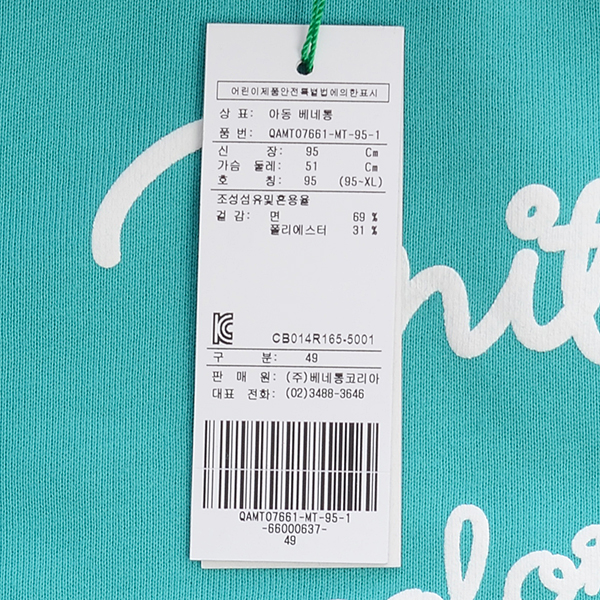 어린이제품안전특별법에의한표시
상 표: 아동 베네통
품 번: QAMT07661-MT-95-1
신 장: 95 Cm
가슴 둘레: 51 Cm
호 칭: 95 (95~XL)
조성섬유및혼용율
겉 감: 면 69 %
폴리에스터 31 %
KC
CB014R165-5001
구 분: 49
판 매 원: (주)베네통코리아
대표 전화: (02)3488-3646
QAMT07661-MT-95-1
-66000637-
49